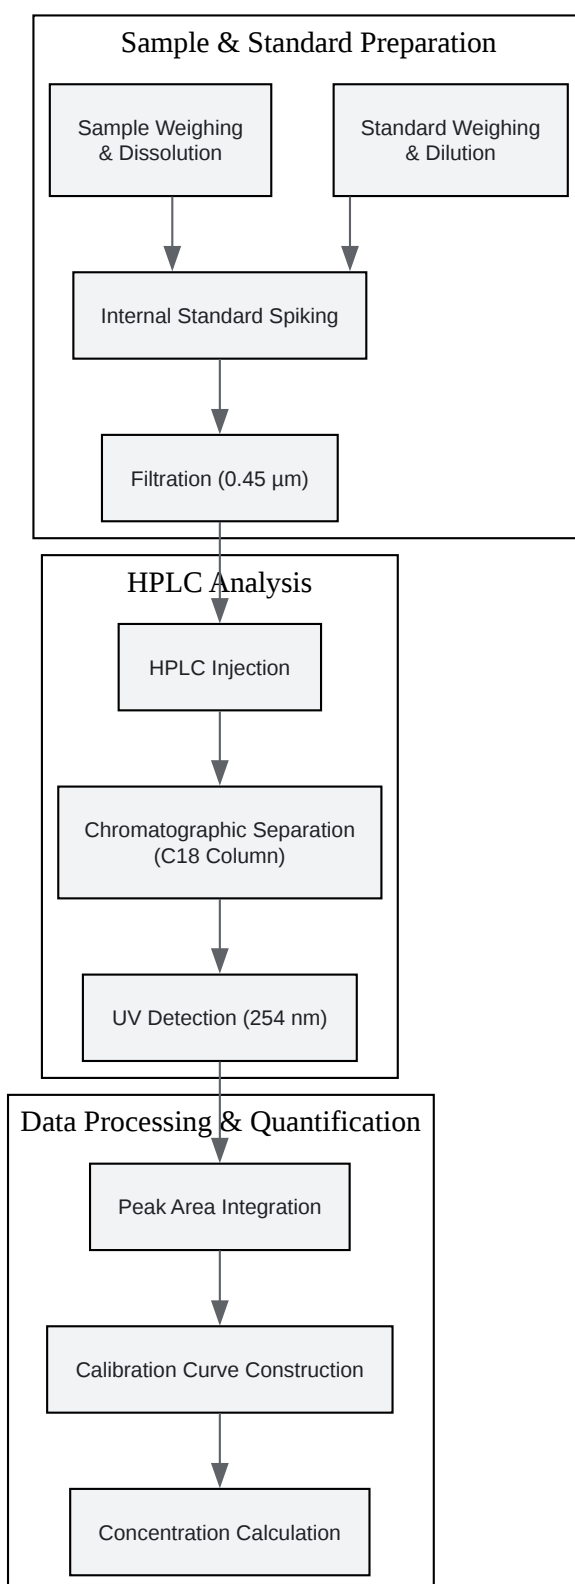 Sample & Standard Preparation
Sample Weighing
& Dissolution
Standard Weighing
& Dilution
Internal Standard Spiking
Filtration (0.45 µm)
HPLC Analysis
HPLC Injection
Chromatographic Separation
(C18 Column)
UV Detection (254 nm)
Data Processing & Quantification
Peak Area Integration
Calibration Curve Construction
Concentration Calculation